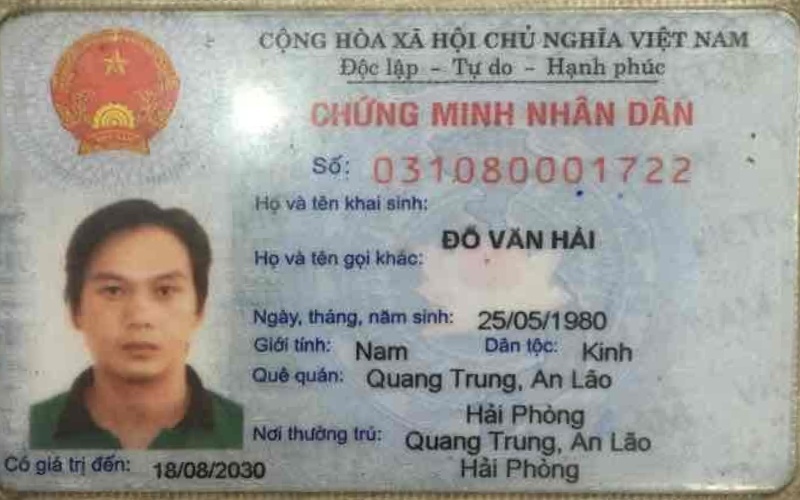 CỘNG HÒA XÃ HỘI CHỦ NGHĨA VIỆT NAM
Độc lập - Tự do - Hạnh phúc
CHỨNG MINH NHÂN DÂN
Số: 031080001722
Họ và tên khai sinh:
ĐỖ VĂN HẢI
Họ và tên gọi khác:
Ngày, tháng, năm sinh: 25/05/1980
Giới tính: Nam Dân tộc: Kinh
Quê quán: Quang Trung, An Lão
Hải Phòng
Nơi thường trú: Quang Trung, An Lão
Hải Phòng
Có giá trị đến: 18/08/2030